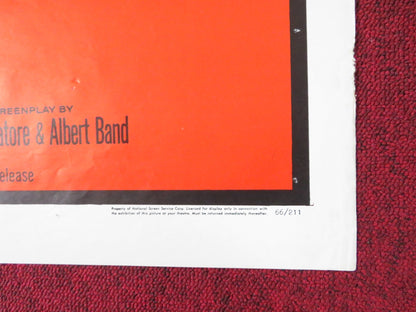 REENPLAY BY
atore & Albert Band
elease
Property of National Screen Service Corp. Licensed for display only in connection with
the exhibition of this picture at your theatre. Must be returned immediately thereafter.
66/211